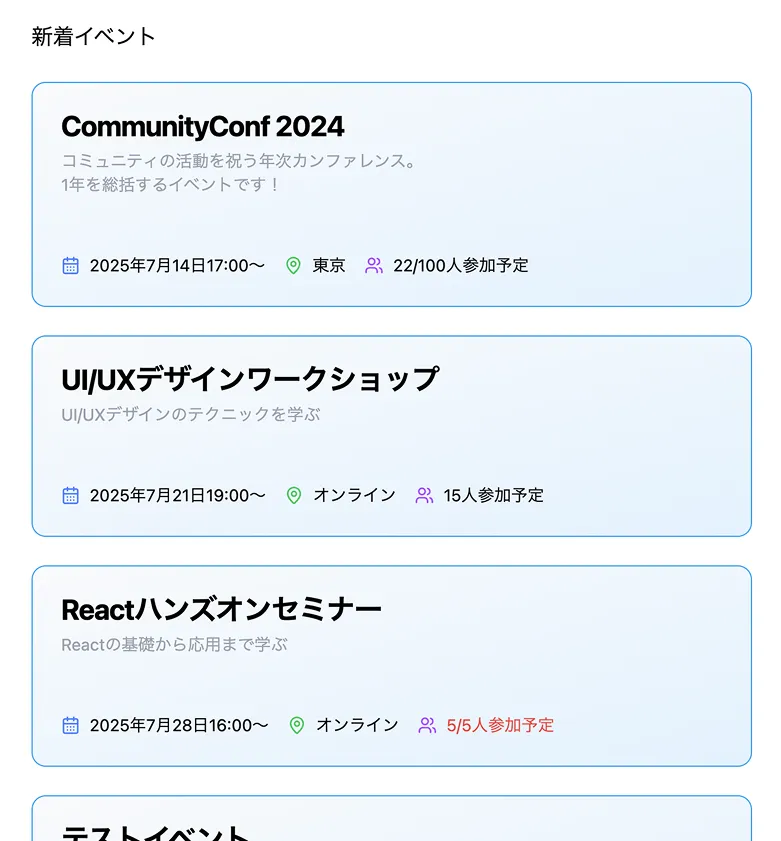 新着イベント
CommunityConf 2024
コミュニティの活動を祝う年次カンファレンス。
1年を総括するイベントです！
2025年7月14日17:00〜 東京 22/100人参加予定
UI/UXデザインワークショップ
UI/UXデザインのテクニックを学ぶ
2025年7月21日19:00〜 オンライン 15人参加予定
Reactハンズオンセミナー
Reactの基礎から応用まで学ぶ
2025年7月28日16:00〜 オンライン 5/5人参加予定
テストイベント